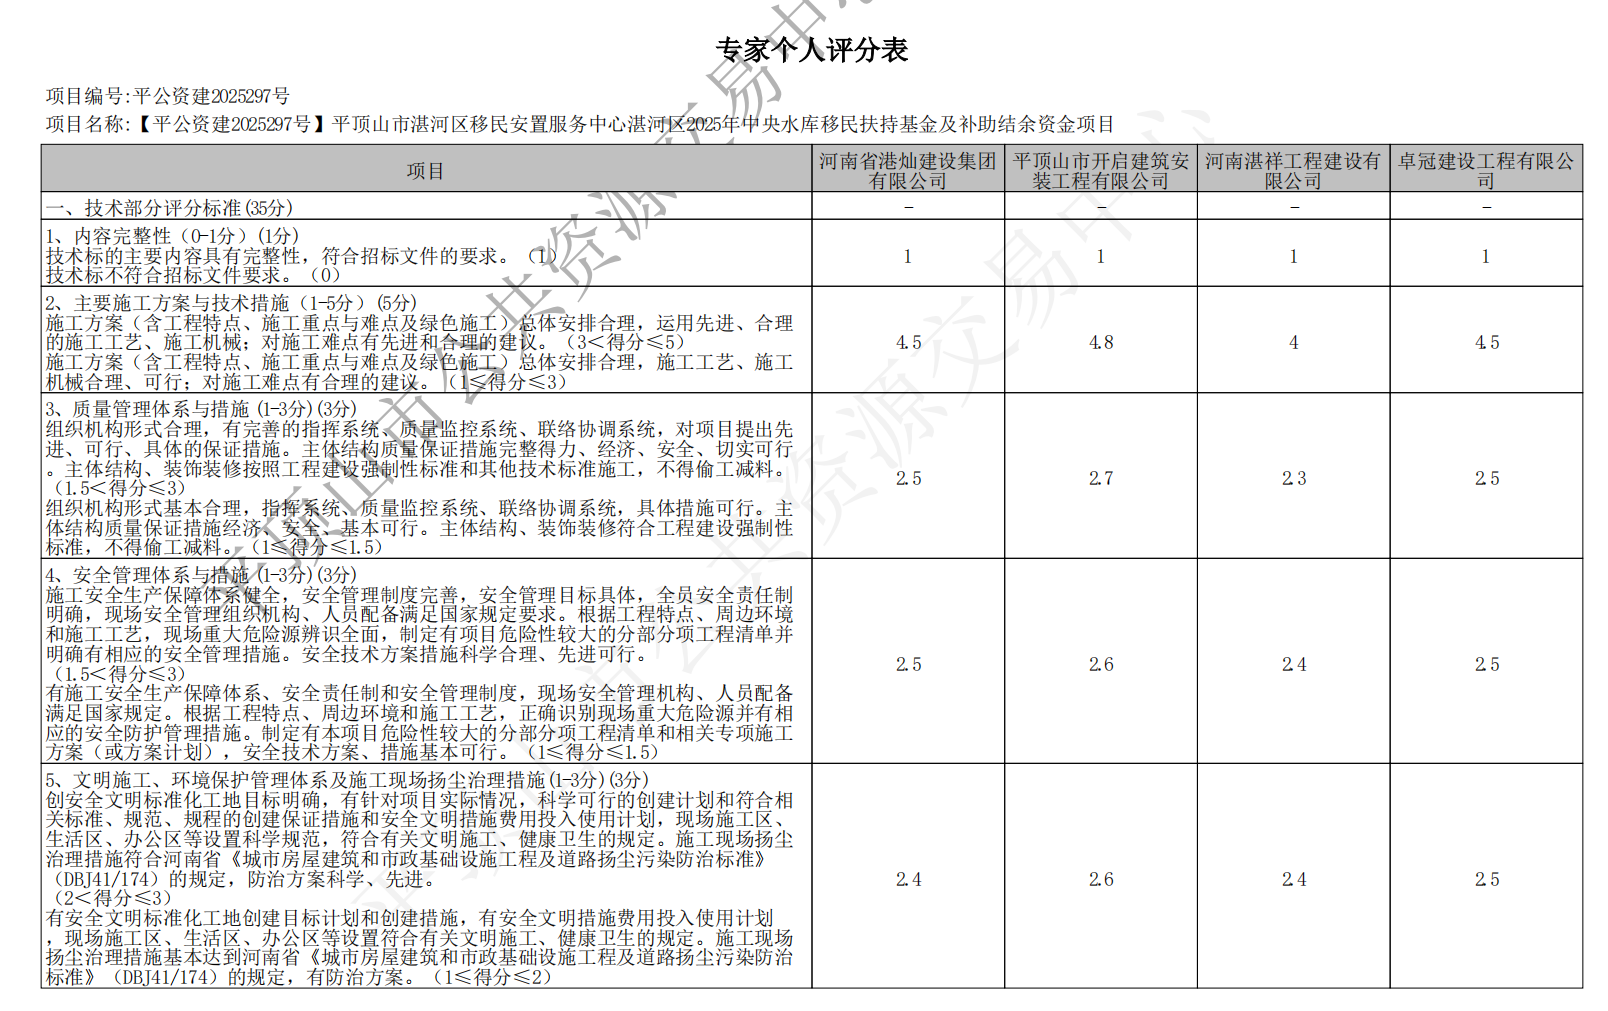 专家个人评分表
项目编号:平公资建2025297号
项目名称:【平公资建2025297号】平顶山市湛河区移民安置服务中心湛河区2025年中央水库移民扶持基金及补助结余资金项目
项目
河南省港灿建设集团
有限公司
平顶山市开启建筑安
装工程有限公司
河南湛祥工程建设有
限公司
卓冠建设工程有限公
司
一、技术部分评分标准(35分)
-
-
-
-
1、内容完整性（0-1分）(1分)
技术标的主要内容具有完整性，符合招标文件的要求。（1）
技术标不符合招标文件要求。（0）
1
1
1
1
2、主要施工方案与技术措施（1-5分）(5分)
施工方案（含工程特点、施工重点与难点及绿色施工）总体安排合理，运用先进、合理
的施工工艺、施工机械；对施工难点有先进和合理的建议。（3＜得分≤5）
施工方案（含工程特点、施工重点与难点及绿色施工）总体安排合理，施工工艺、施工
机械合理、可行；对施工难点有合理的建议。（1≤得分≤3）
4.5
4.8
4
4.5
3、质量管理体系与措施 (1-3分)(3分)
组织机构形式合理，有完善的指挥系统、质量监控系统、联络协调系统，对项目提出先
进、可行、具体的保证措施。主体结构质量保证措施完整得力、经济、安全、切实可行
。主体结构、装饰装修按照工程建设强制性标准和其他技术标准施工，不得偷工减料。
（1.5＜得分≤3）
组织机构形式基本合理，指挥系统、质量监控系统、联络协调系统，具体措施可行。主
体结构质量保证措施经济、安全、基本可行。主体结构、装饰装修符合工程建设强制性
标准，不得偷工减料。（1≤得分≤1.5）
2.5
2.7
2.3
2.5
4、安全管理体系与措施 (1-3分)(3分)
施工安全生产保障体系健全，安全管理制度完善，安全管理目标具体，全员安全责任制
明确，现场安全管理组织机构、人员配备满足国家规定要求。根据工程特点、周边环境
和施工工艺，现场重大危险源辨识全面，制定有项目危险性较大的分部分项工程清单并
明确有相应的安全管理措施。安全技术方案措施科学合理、先进可行。
（1.5＜得分≤3）
有施工安全生产保障体系、安全责任制和安全管理制度，现场安全管理机构、人员配备
满足国家规定。根据工程特点、周边环境和施工工艺，正确识别现场重大危险源并有相
应的安全防护管理措施。制定有本项目危险性较大的分部分项工程清单和相关专项施工
方案（或方案计划），安全技术方案、措施基本可行。（1≤得分≤1.5）
2.5
2.6
2.4
2.5
5、文明施工、环境保护管理体系及施工现场扬尘治理措施(1-3分)(3分)
创安全文明标准化工地目标明确，有针对项目实际情况，科学可行的创建计划和符合相
关标准、规范、规程的创建保证措施和安全文明措施费用投入使用计划，现场施工区、
生活区、办公区等设置科学规范，符合有关文明施工、健康卫生的规定。施工现场扬尘
治理措施符合河南省《城市房屋建筑和市政基础设施工程及道路扬尘污染防治标准》
（DBJ41/174）的规定，防治方案科学、先进。
（2＜得分≤3）
有安全文明标准化工地创建目标计划和创建措施，有安全文明措施费用投入使用计划
，现场施工区、生活区、办公区等设置符合有关文明施工、健康卫生的规定。施工现场
扬尘治理措施基本达到河南省《城市房屋建筑和市政基础设施工程及道路扬尘污染防治
标准》（DBJ41/174）的规定，有防治方案。（1≤得分≤2）
2.4
2.6
2.4
2.5
平顶山市公共资源交易中心
平顶山市公共资源交易中心